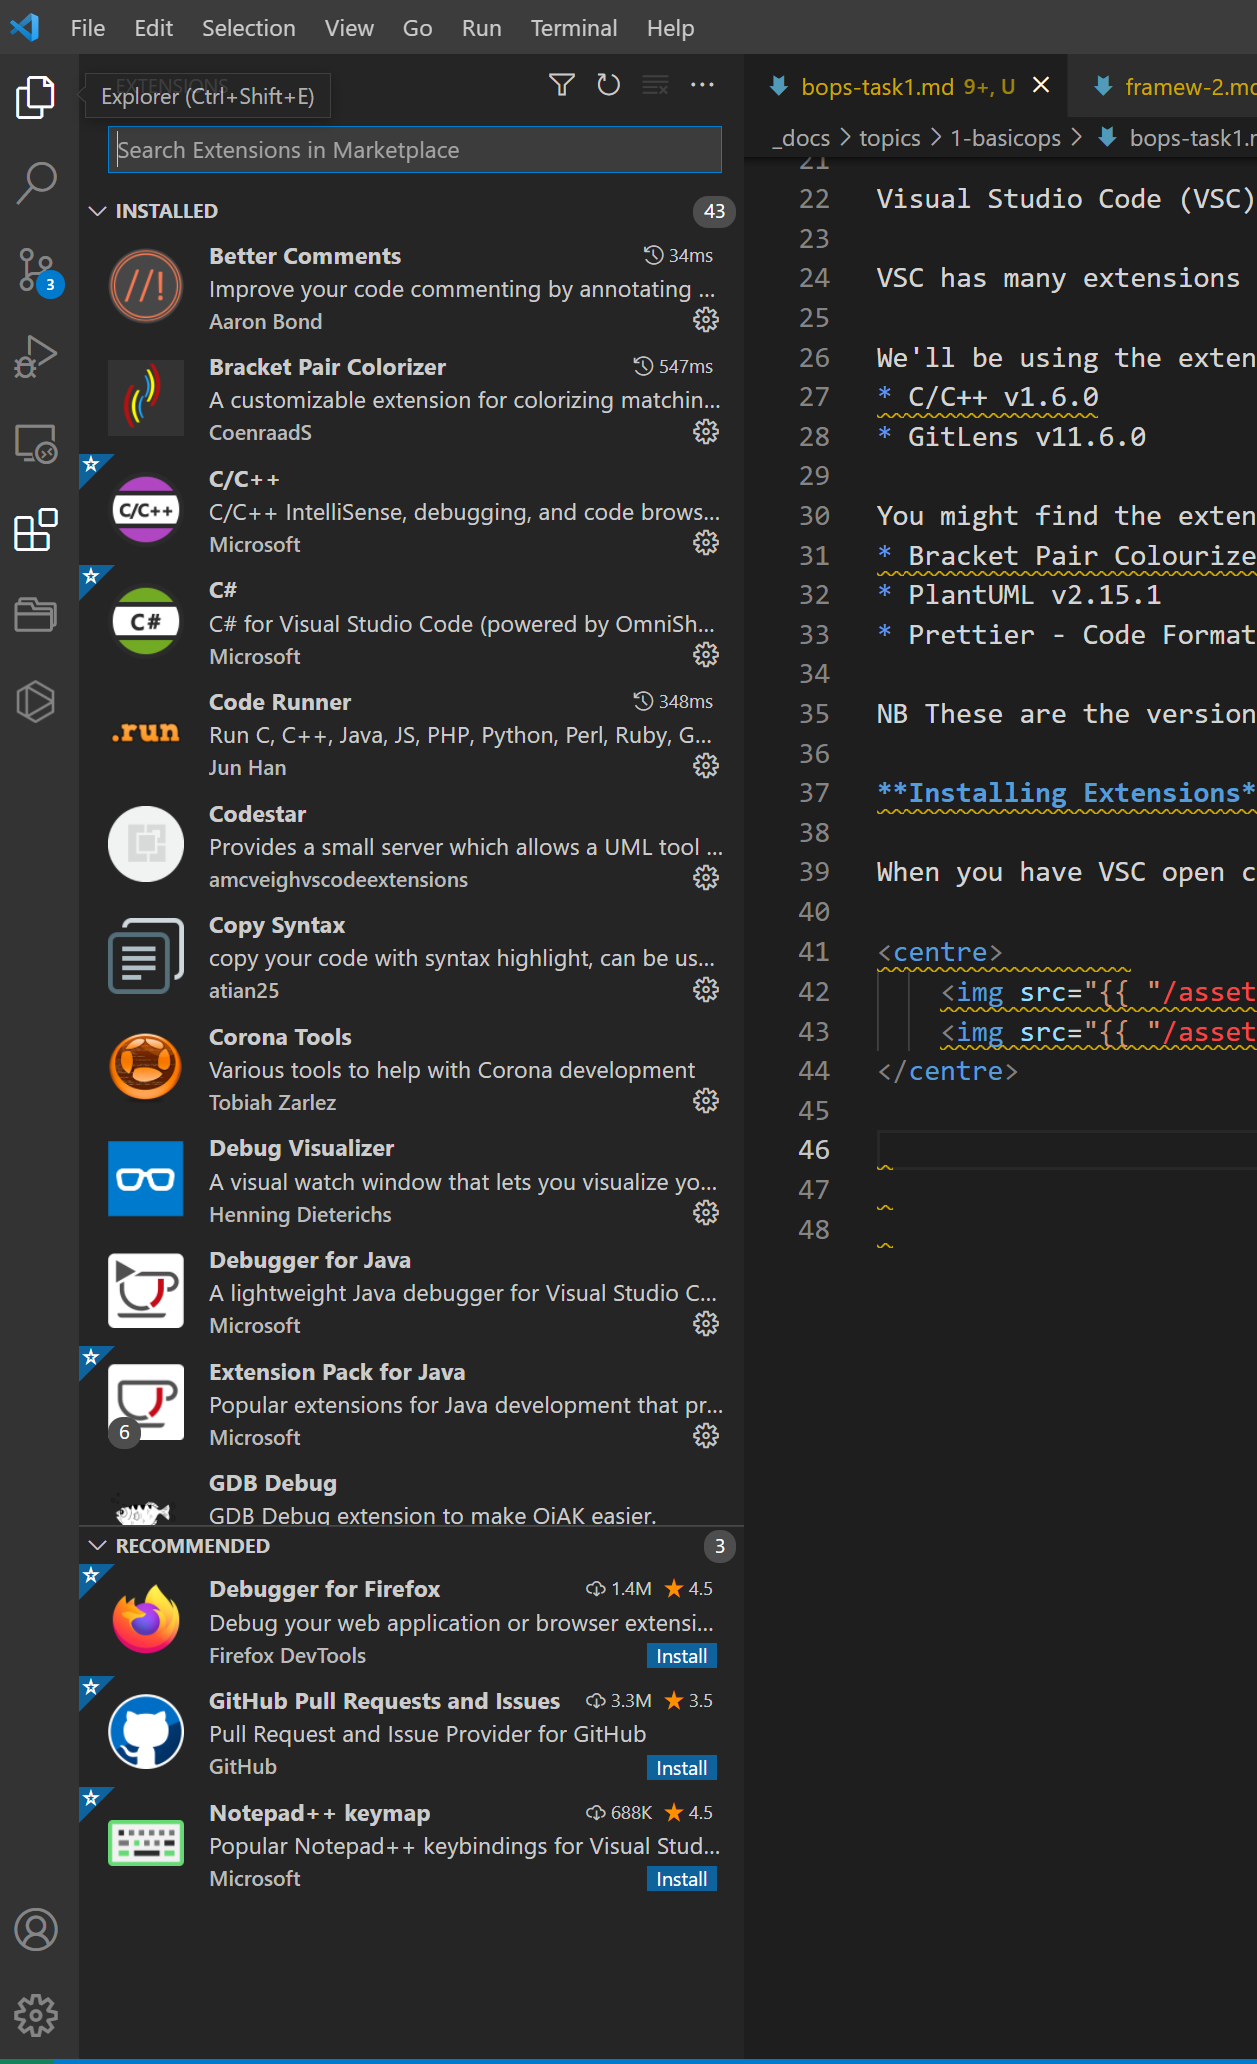 File Edit Selection View Go Run Terminal Help
EXTENSIONS
Explorer (Ctrl+Shift+E)
Search Extensions in Marketplace
INSTALLED 43
Better Comments 34ms
Improve your code commenting by annotating ...
Aaron Bond
Bracket Pair Colorizer 547ms
A customizable extension for colorizing matchin...
CoenraadS
C/C++
C/C++
C/C++ IntelliSense, debugging, and code brows...
Microsoft
C#
C#
C# for Visual Studio Code (powered by OmniSh...
Microsoft
Code Runner 348ms
.run
Run C, C++, Java, JS, PHP, Python, Perl, Ruby, G...
Jun Han
Codestar
Provides a small server which allows a UML tool ...
amcveighvscodeextensions
Copy Syntax
copy your code with syntax highlight, can be us...
atian25
Corona Tools
Various tools to help with Corona development
Tobiah Zarlez
Debug Visualizer
A visual watch window that lets you visualize yo...
Henning Dieterichs
Debugger for Java
A lightweight Java debugger for Visual Studio C...
Microsoft
Extension Pack for Java
Popular extensions for Java development that pr...
6
Microsoft
GDB Debug
GDB Debug extension to make OiAK easier.
RECOMMENDED 3
Debugger for Firefox 1.4M 4.5
Debug your web application or browser extensi...
Firefox DevTools Install
GitHub Pull Requests and Issues 3.3M 3.5
Pull Request and Issue Provider for GitHub
GitHub Install
Notepad++ keymap 688K 4.5
Popular Notepad++ keybindings for Visual Stud...
Microsoft Install
3
bops-task1.md 9+, U framew-2.md
_docs > topics > 1-basicops > bops-task1.m
21
22 Visual Studio Code (VSC)
23
24 VSC has many extensions
25
26 We'll be using the exten
27 * C/C++ v1.6.0
28 * GitLens v11.6.0
29
30 You might find the exten
31 * Bracket Pair Colourize
32 * PlantUML v2.15.1
33 * Prettier - Code Format
34
35 NB These are the version
36
37 **Installing Extensions*
38
39 When you have VSC open c
40
41 <centre>
42 <img src="{{ "/asset
43 <img src="{{ "/asset
44 </centre>
45
46
47
48